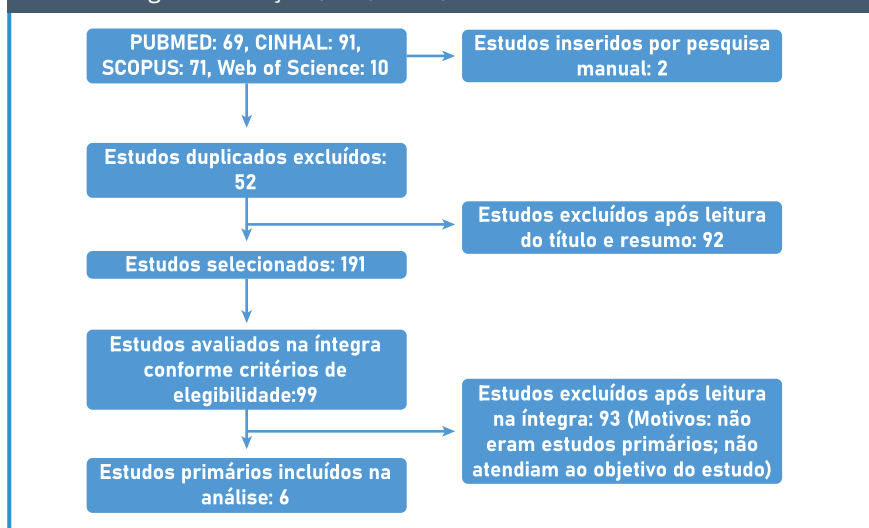 PUBMED: 69, CINHAL: 91,
SCOPUS: 71, Web of Science: 10
Estudos inseridos por pesquisa
manual: 2
Estudos duplicados excluídos:
52
Estudos excluídos após leitura
do título e resumo: 92
Estudos selecionados: 191
Estudos avaliados na íntegra
conforme critérios de
elegibilidade:99
Estudos excluídos após leitura
na íntegra: 93 (Motivos: não
eram estudos primários; não
atendiam ao objetivo do estudo)
Estudos primários incluídos na
análise: 6